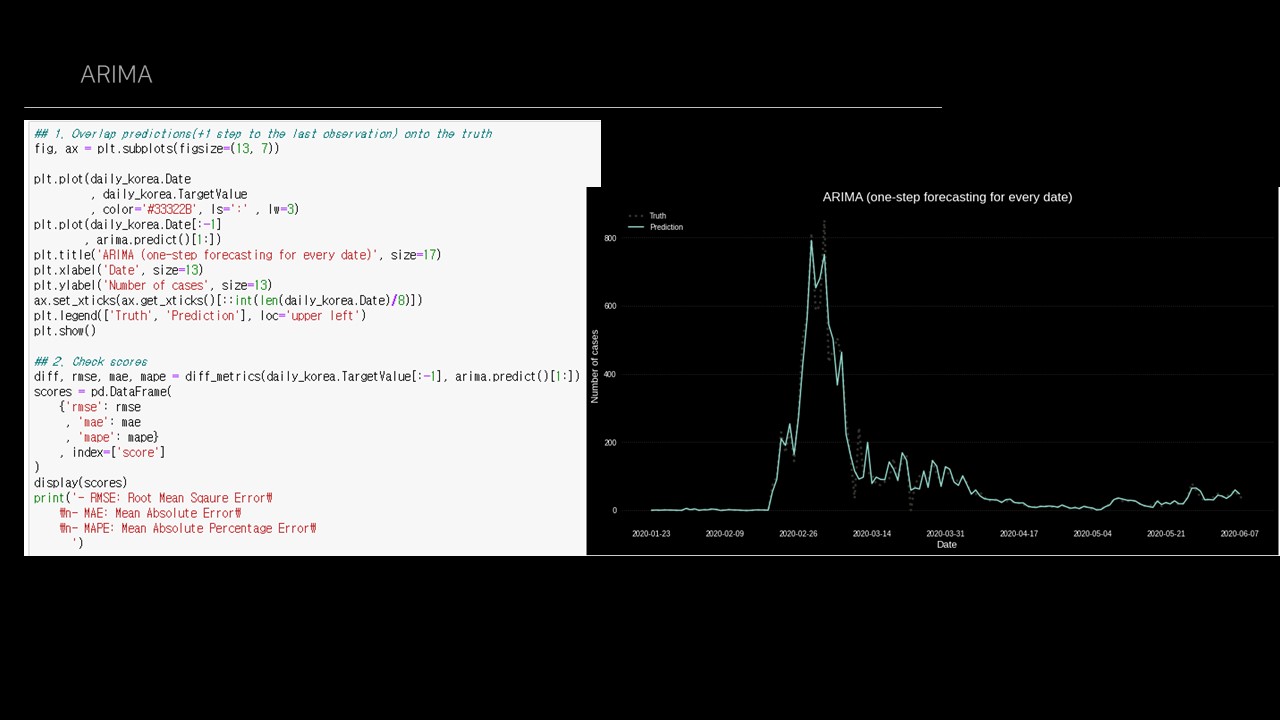 ARIMA
## 1. Overlap predictions(+1 step to the last observation) onto the truth
fig, ax = plt.subplots(figsize=(13, 7))
plt.plot(daily_korea.Date
, daily_korea.TargetValue
, color='#33322B', ls=':' , lw=3)
plt.plot(daily_korea.Date[:-1]
, arima.predict()[1:])
plt.title('ARIMA (one-step forecasting for every date)', size=17)
plt.xlabel('Date', size=13)
plt.ylabel('Number of cases', size=13)
ax.set_xticks(ax.get_xticks()[::int(len(daily_korea.Date)/8)])
plt.legend(['Truth', 'Prediction'], loc='upper left')
plt.show()
## 2. Check scores
diff, rmse, mae, mape = diff_metrics(daily_korea.TargetValue[:-1], arima.predict()[1:])
scores = pd.DataFrame(
{'rmse': rmse
, 'mae': mae
, 'mape': mape}
, index=['score']
)
display(scores)
print('- RMSE: Root Mean Sqaure Error₩
₩n- MAE: Mean Absolute Error₩
₩n- MAPE: Mean Absolute Percentage Error₩
')
ARIMA (one-step forecasting for every date)
Truth
Prediction
800
600
400
200
0
Number of cases
2020-01-23 2020-02-09 2020-02-26 2020-03-14 2020-03-31 2020-04-17 2020-05-04 2020-05-21 2020-06-07
Date